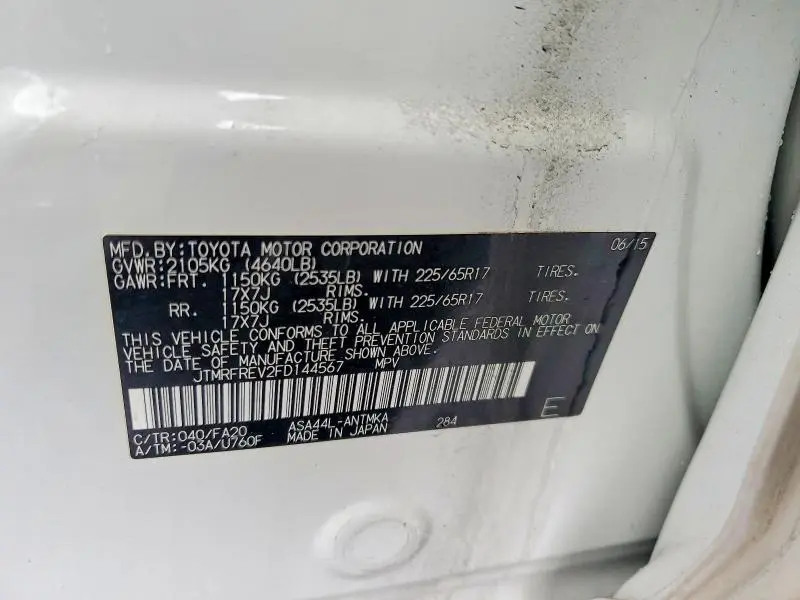 MFD.BY:TOYOTA MOTOR CORPORATION 06/15
GVWR:2105KG (4640LB)
GAWR:FRT. 1150KG (2535LB) WITH 225/65R17 TIRES.
17X7J RIMS.
RR. 1150KG (2535LB) WITH 225/65R17 TIRES.
17X7J RIMS.
THIS VEHICLE CONFORMS TO ALL APPLICABLE FEDERAL MOTOR
VEHICLE SAFETY AND THEFT PREVENTION STANDARDS IN EFFECT ON
THE DATE OF MANUFACTURE SHOWN ABOVE.
JTMRFREV2FD144567 MPV
C/TR:040/FA20 ASA44L-ANTMKA 284 E
A/TM:-03A/U760F MADE IN JAPAN